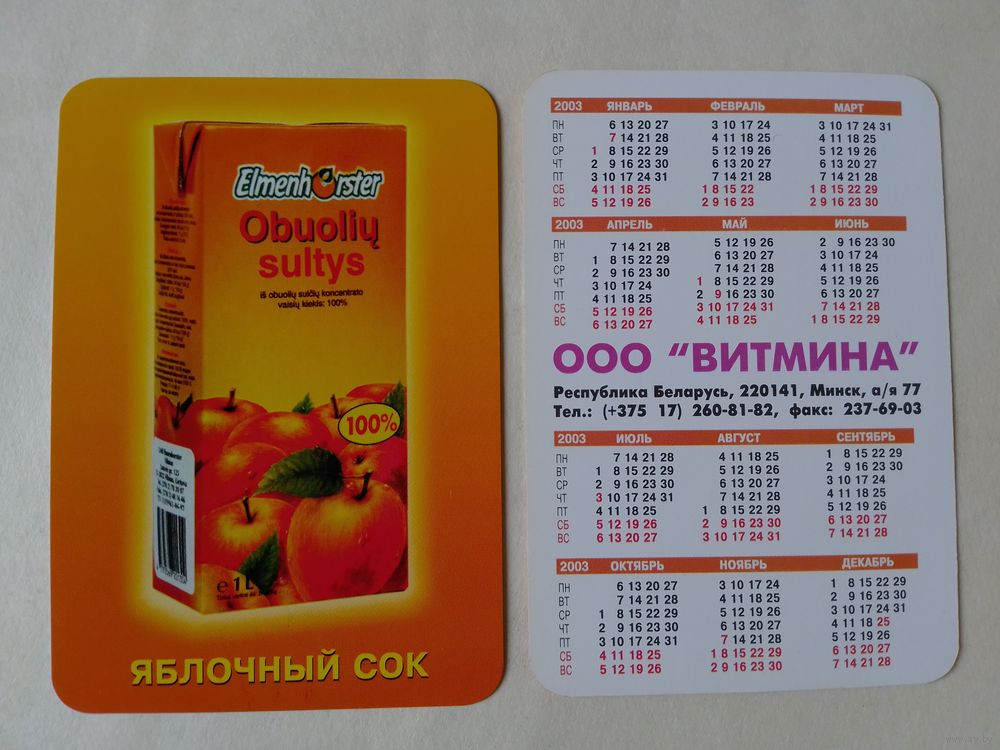 Elmenhorster
Obuolių
sultys
iš obuolių sulčių koncentrato
vaisių kiekis: 100%
100%
℮ 1L
ЯБЛОЧНЫЙ СОК
2003 ЯНВАРЬ ФЕВРАЛЬ МАРТ
ПН 6 13 20 27 3 10 17 24 3 10 17 24 31
ВТ 7 14 21 28 4 11 18 25 4 11 18 25
СР 1 8 15 22 29 5 12 19 26 5 12 19 26
ЧТ 2 9 16 23 30 6 13 20 27 6 13 20 27
ПТ 3 10 17 24 31 7 14 21 28 7 14 21 28
СБ 4 11 18 25 1 8 15 22 1 8 15 22 29
ВС 5 12 19 26 2 9 16 23 2 9 16 23 30
2003 АПРЕЛЬ МАЙ ИЮНЬ
ПН 7 14 21 28 5 12 19 26 2 9 16 23 30
ВТ 1 8 15 22 29 6 13 20 27 3 10 17 24
СР 2 9 16 23 30 7 14 21 28 4 11 18 25
ЧТ 3 10 17 24 1 8 15 22 29 5 12 19 26
ПТ 4 11 18 25 2 9 16 23 30 6 13 20 27
СБ 5 12 19 26 3 10 17 24 31 7 14 21 28
ВС 6 13 20 27 4 11 18 25 1 8 15 22 29
ООО “ВИТМИНА”
Республика Беларусь, 220141, Минск, а/я 77
Тел.: (+375 17) 260-81-82, факс: 237-69-03
2003 ИЮЛЬ АВГУСТ СЕНТЯБРЬ
ПН 7 14 21 28 4 11 18 25 1 8 15 22 29
ВТ 1 8 15 22 29 5 12 19 26 2 9 16 23 30
СР 2 9 16 23 30 6 13 20 27 3 10 17 24
ЧТ 3 10 17 24 31 7 14 21 28 4 11 18 25
ПТ 4 11 18 25 1 8 15 22 29 5 12 19 26
СБ 5 12 19 26 2 9 16 23 30 6 13 20 27
ВС 6 13 20 27 3 10 17 24 31 7 14 21 28
2003 ОКТЯБРЬ НОЯБРЬ ДЕКАБРЬ
ПН 6 13 20 27 3 10 17 24 1 8 15 22 29
ВТ 7 14 21 28 4 11 18 25 2 9 16 23 30
СР 1 8 15 22 29 5 12 19 26 3 10 17 24 31
ЧТ 2 9 16 23 30 6 13 20 27 4 11 18 25
ПТ 3 10 17 24 31 7 14 21 28 5 12 19 26
СБ 4 11 18 25 1 8 15 22 29 6 13 20 27
ВС 5 12 19 26 2 9 16 23 30 7 14 21 28